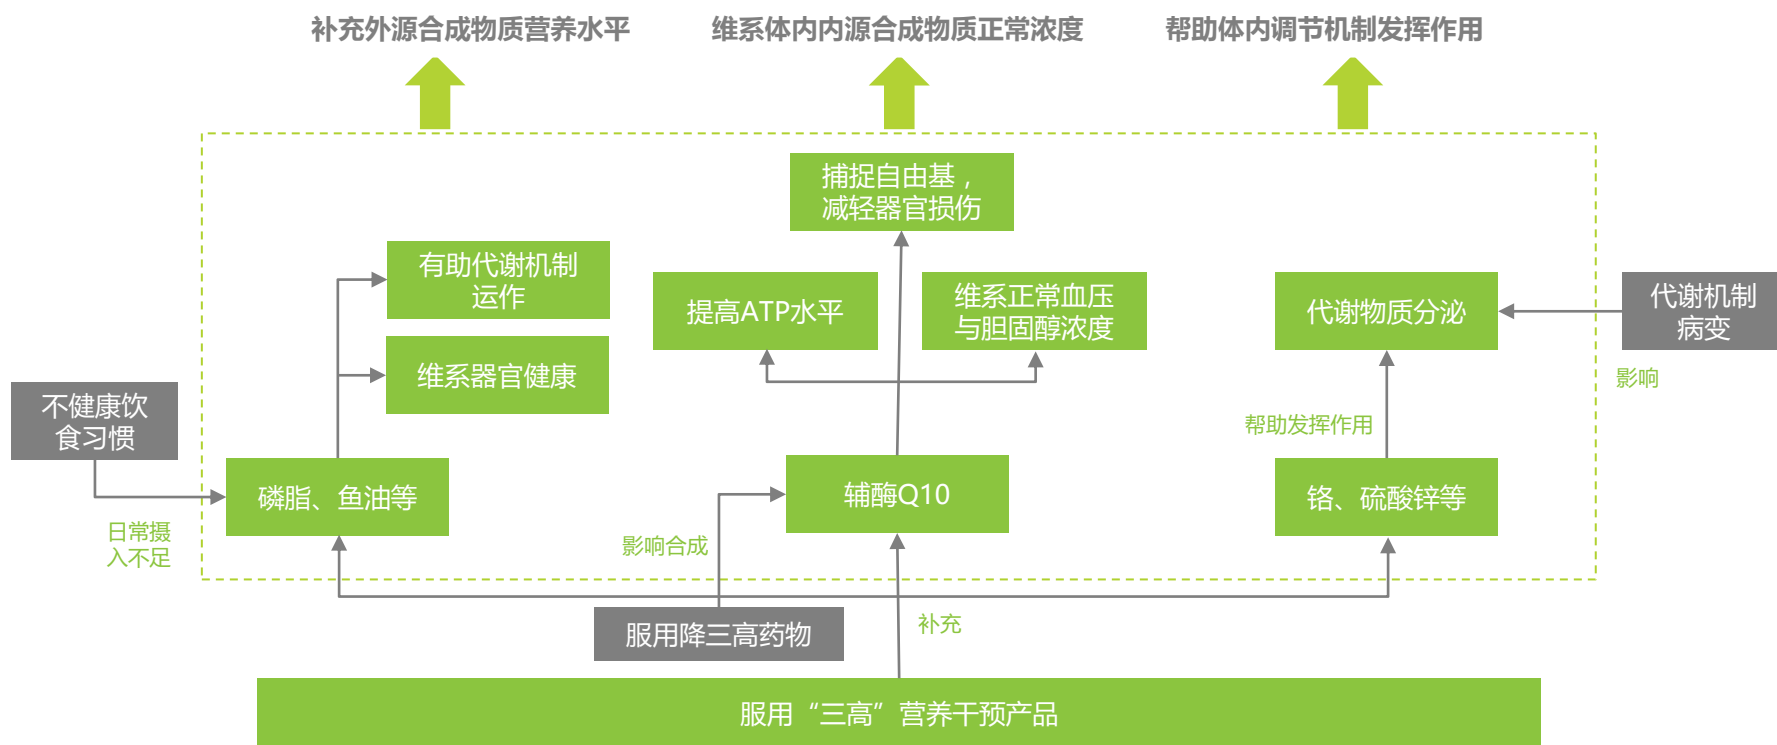 补充外源合成物质营养水平
维系体内内源合成物质正常浓度
帮助体内调节机制发挥作用
捕捉自由基，
减轻器官损伤
有助代谢机制
运作
提高ATP水平
维系正常血压
与胆固醇浓度
代谢物质分泌
代谢机制
病变
维系器官健康
影响
不健康饮
食习惯
帮助发挥作用
磷脂、鱼油等
辅酶Q10
铬、硫酸锌等
日常摄
入不足
影响合成
服用降三高药物
补充
服用“三高”营养干预产品